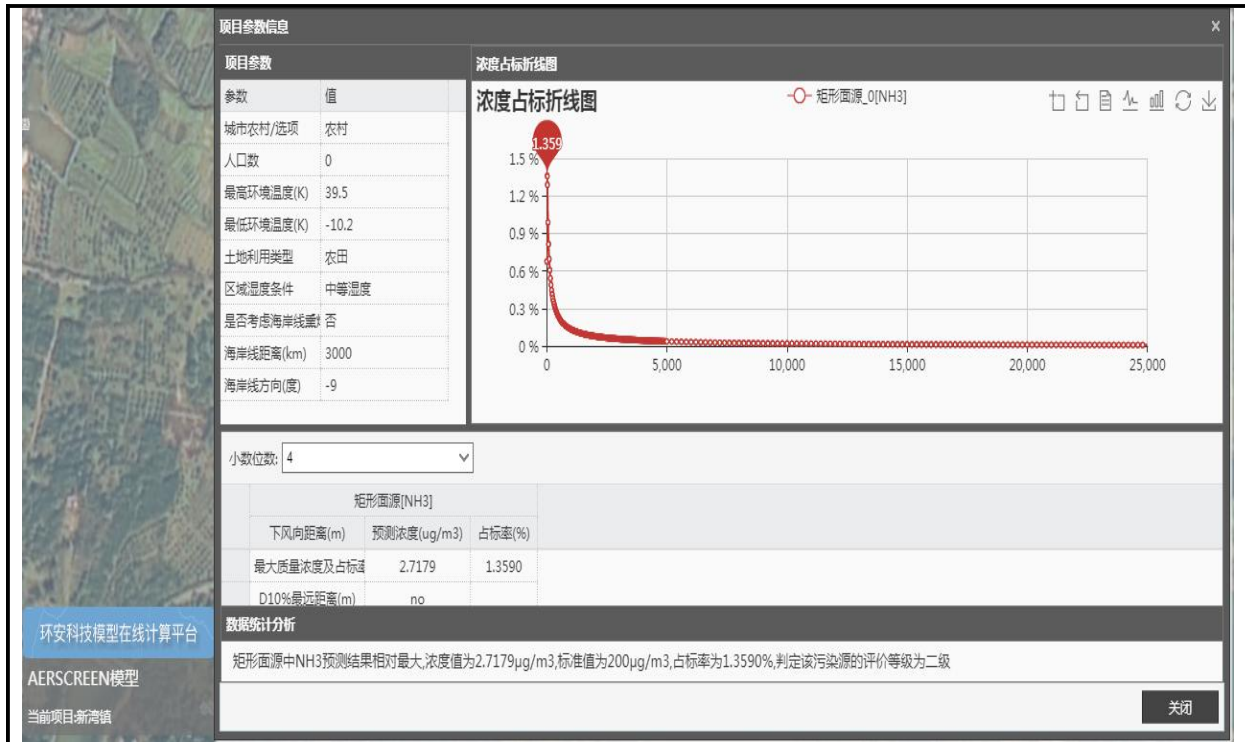 项目参数信息
x
项目参数
参数 值
城市农村/选项 农村
人口数 0
最高环境温度(K) 39.5
最低环境温度(K) -10.2
土地利用类型 农田
区域湿度条件 中等湿度
是否考虑海岸线重 否
海岸线距离(km) 3000
海岸线方向(度) -9
浓度占标折线图
浓度占标折线图
矩形面源_0[NH3]
1.359
1.5 %
1.2 %
0.9 %
0.6 %
0.3 %
0 %
0 5,000 10,000 15,000 20,000 25,000
小数位数: 4
矩形面源[NH3]
下风向距离(m) 预测浓度(ug/m3) 占标率(%)
最大质量浓度及占标率 2.7179 1.3590
D10%最远距离(m) no
数据统计分析
矩形面源中NH3预测结果相对最大,浓度值为2.7179μg/m3,标准值为200μg/m3,占标率为1.3590%,判定该污染源的评价等级为二级
关闭
环安科技模型在线计算平台
AERSCREEN模型
当前项目:新湾镇